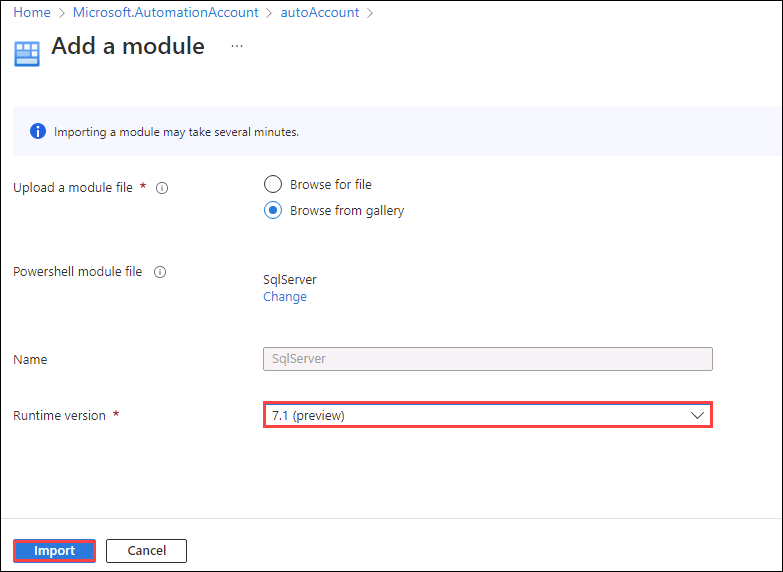 Home > Microsoft.AutomationAccount > autoAccount >
Add a module ...
Importing a module may take several minutes.
Upload a module file *
Browse for file
Browse from gallery
Powershell module file
SqlServer
Change
Name
SqlServer
Runtime version *
7.1 (preview)
Import
Cancel